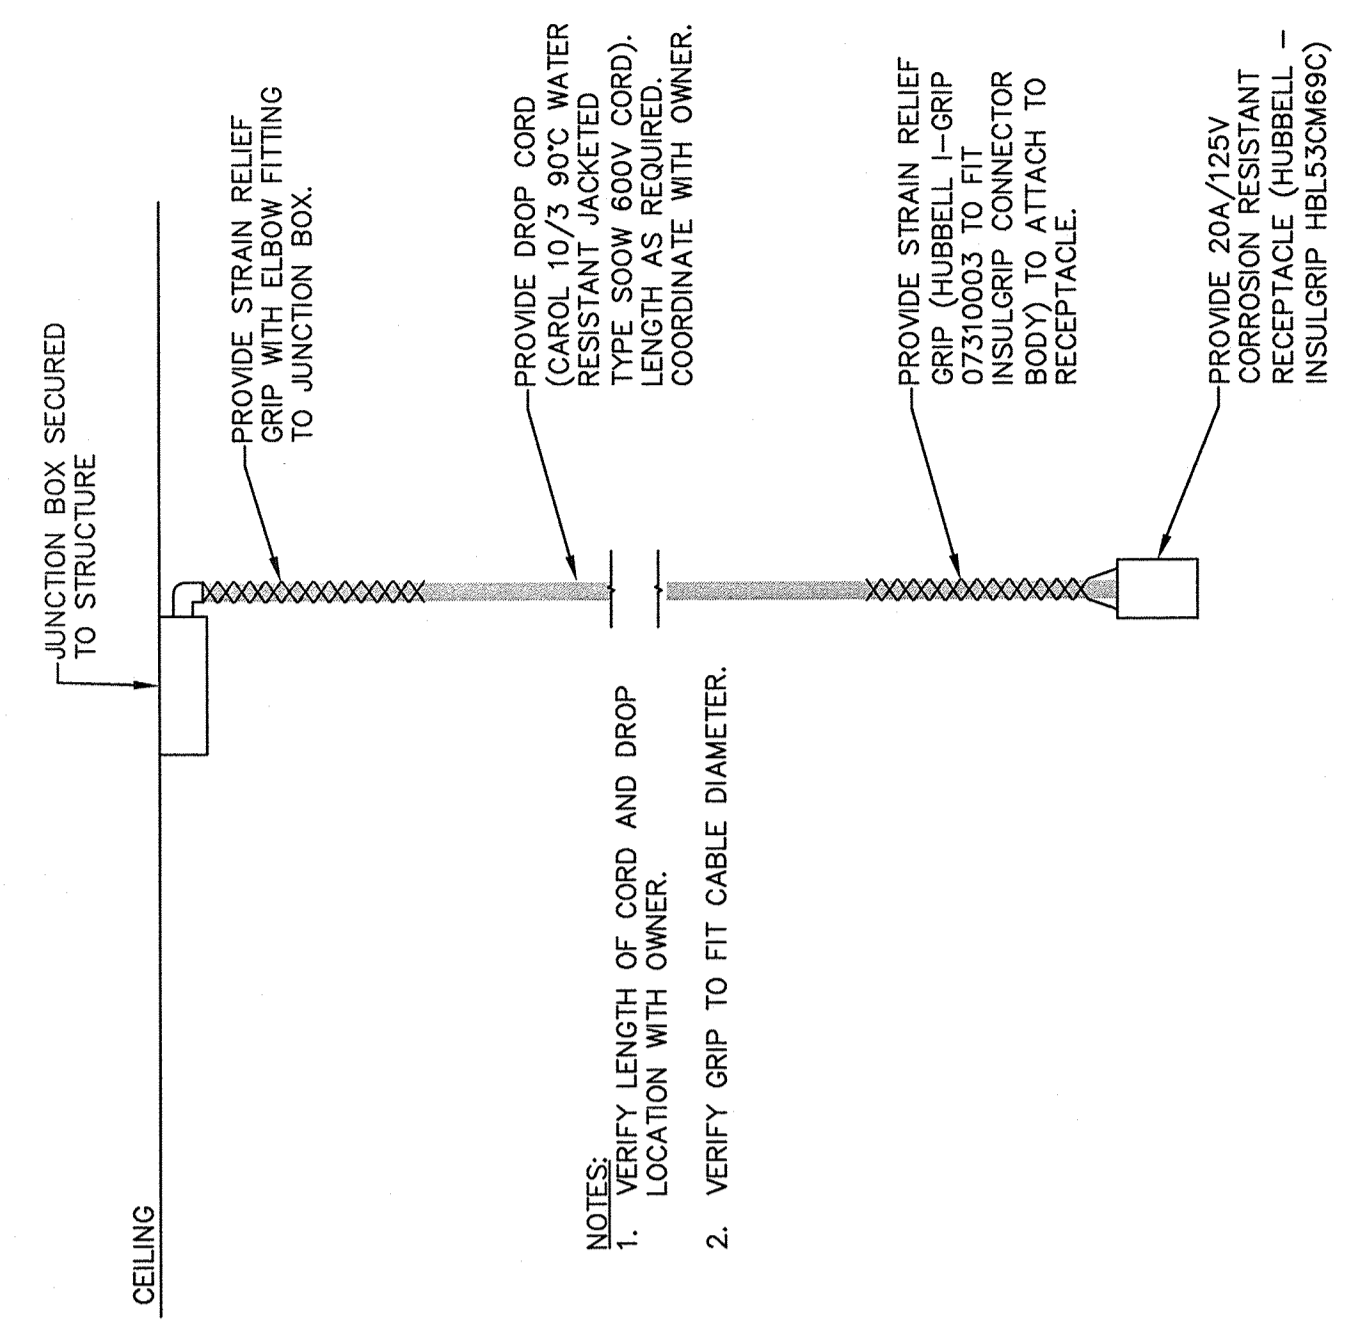 JUNCTION BOX SECURED
TO STRUCTURE
CEILING
PROVIDE STRAIN RELIEF
GRIP WITH ELBOW FITTING
TO JUNCTION BOX.
PROVIDE DROP CORD
(CAROL 10/3 90°C WATER
RESISTANT JACKETED
TYPE SOOW 600V CORD).
LENGTH AS REQUIRED.
COORDINATE WITH OWNER.
NOTES:
1. VERIFY LENGTH OF CORD AND DROP
LOCATION WITH OWNER.
2. VERIFY GRIP TO FIT CABLE DIAMETER.
PROVIDE STRAIN RELIEF
GRIP (HUBBELL I-GRIP
07310003 TO FIT
INSULGRIP CONNECTOR
BODY) TO ATTACH TO
RECEPTACLE.
PROVIDE 20A/125V
CORROSION RESISTANT
RECEPTACLE (HUBBELL –
INSULGRIP HBL53CM69C)